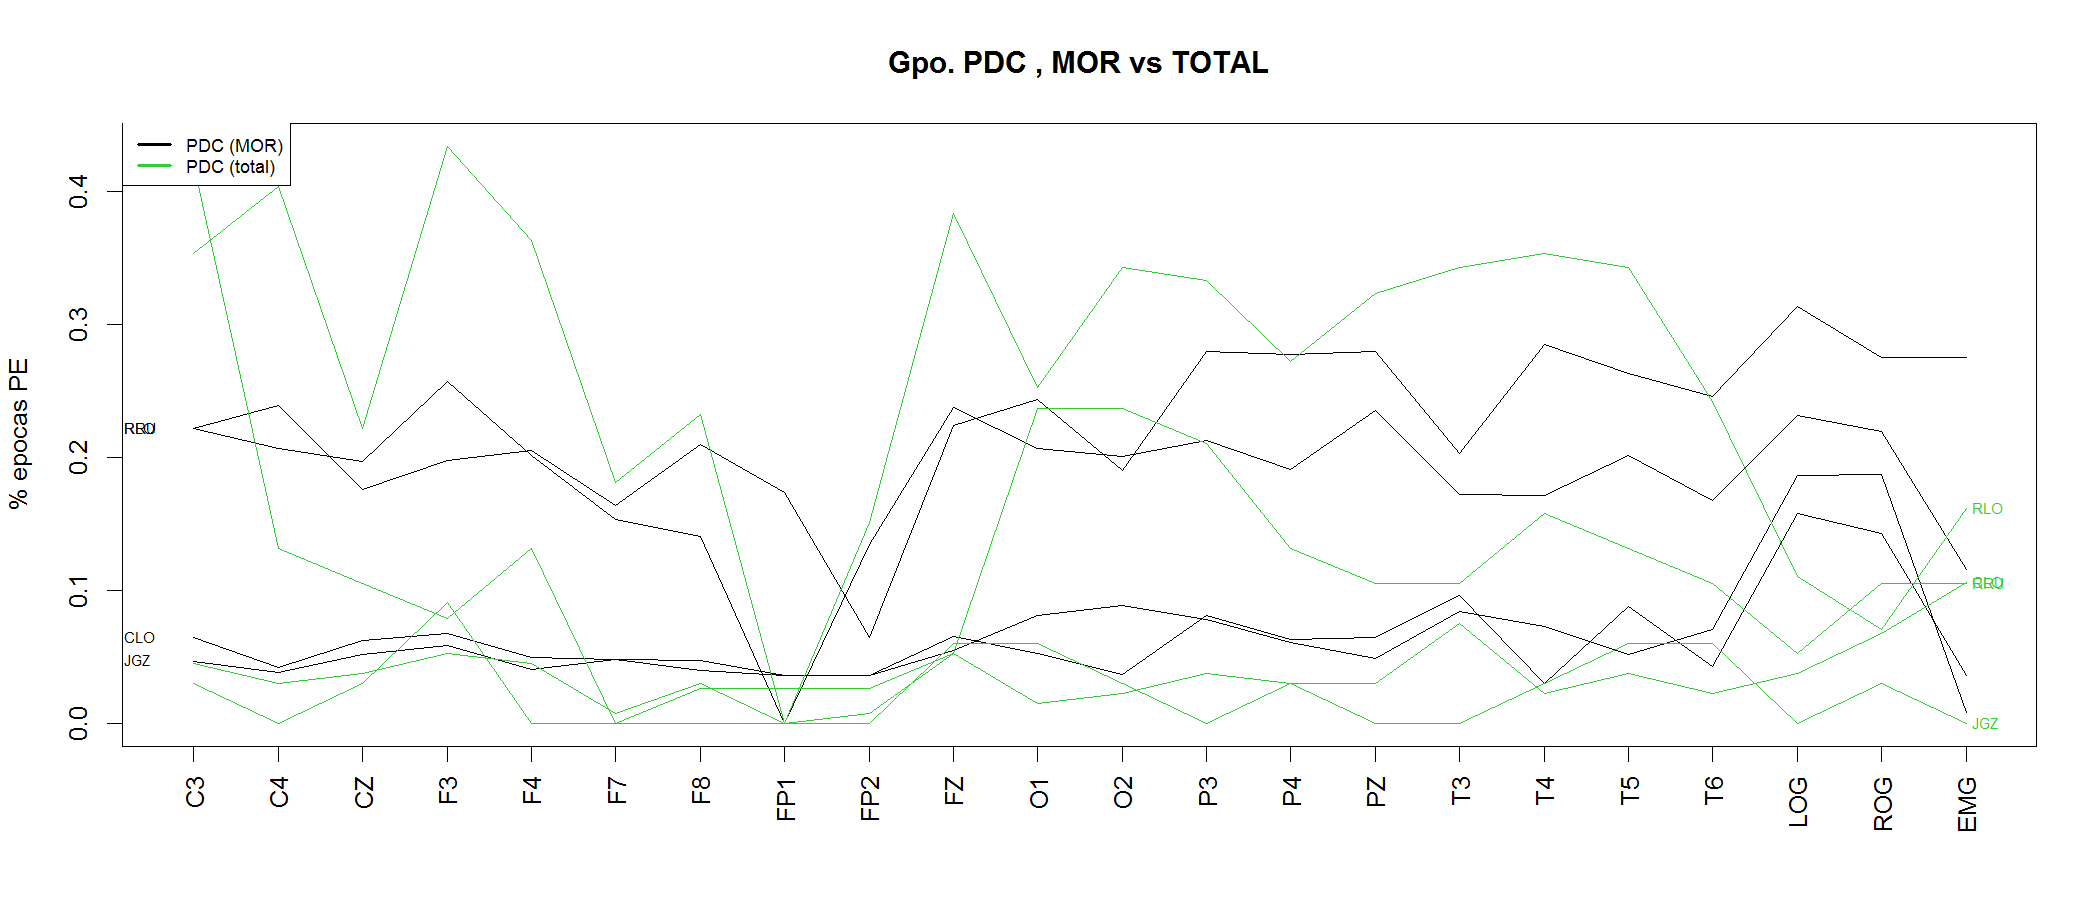 Gpo. PDC , MOR vs TOTAL
PDC (MOR)
PDC (total)
% epocas PE
0.4
0.3
0.2
0.1
0.0
CLO
JGZ
RLO
JGZ
C3 C4 CZ F3 F4 F7 F8 FP1 FP2 FZ O1 O2 P3 P4 PZ T3 T4 T5 T6 LOG ROG EMG